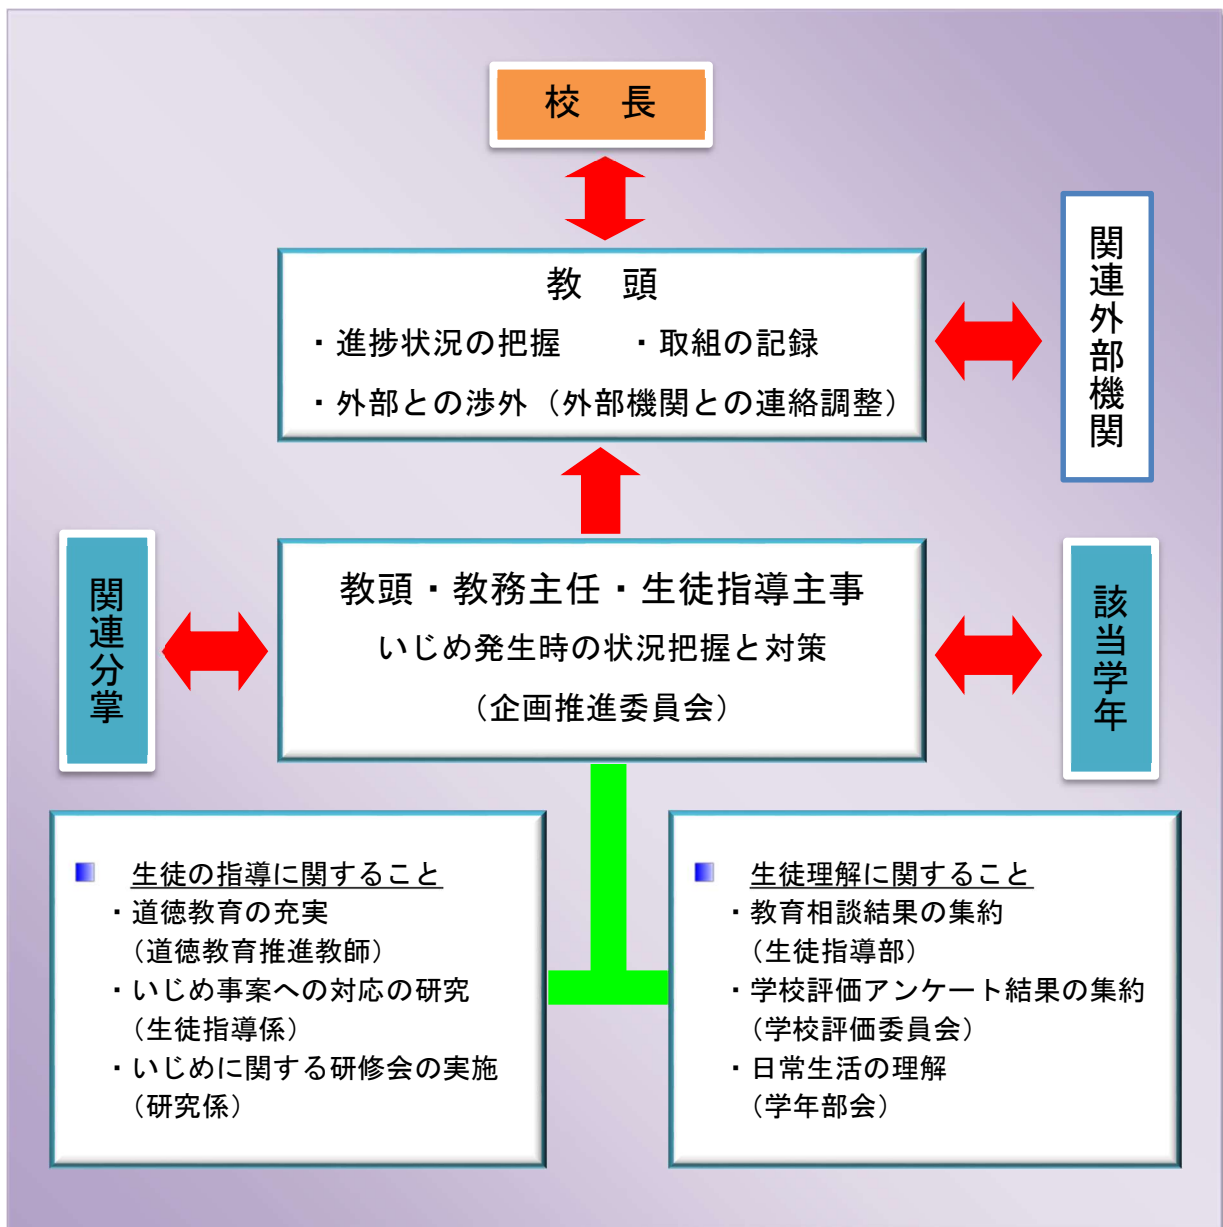 校　長
教　頭
・進捗状況の把握　　・取組の記録
・外部との渉外（外部機関との連絡調整）
関連外部機関
関連分掌
教頭・教務主任・生徒指導主事
いじめ発生時の状況把握と対策
（企画推進委員会）
該当学年
生徒の指導に関すること
・道徳教育の充実
（道徳教育推進教師）
・いじめ事案への対応の研究
（生徒指導係）
・いじめに関する研修会の実施
（研究係）
生徒理解に関すること
・教育相談結果の集約
（生徒指導部）
・学校評価アンケート結果の集約
（学校評価委員会）
・日常生活の理解
（学年部会）